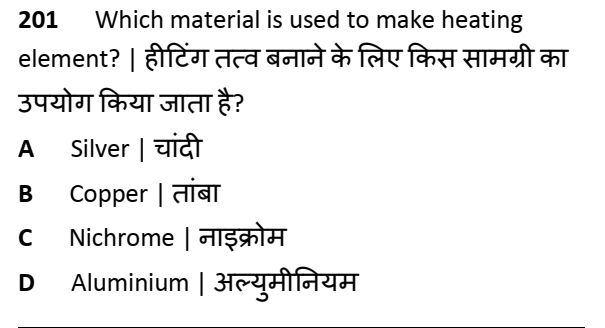 201 Which material is used to make heating
element? | हीटिंग तत्व बनाने के लिए किस सामग्री का
उपयोग किया जाता है?
A Silver | चांदी
B Copper | तांबा
C Nichrome | नाइक्रोम
D Aluminium | अल्युमीनियम